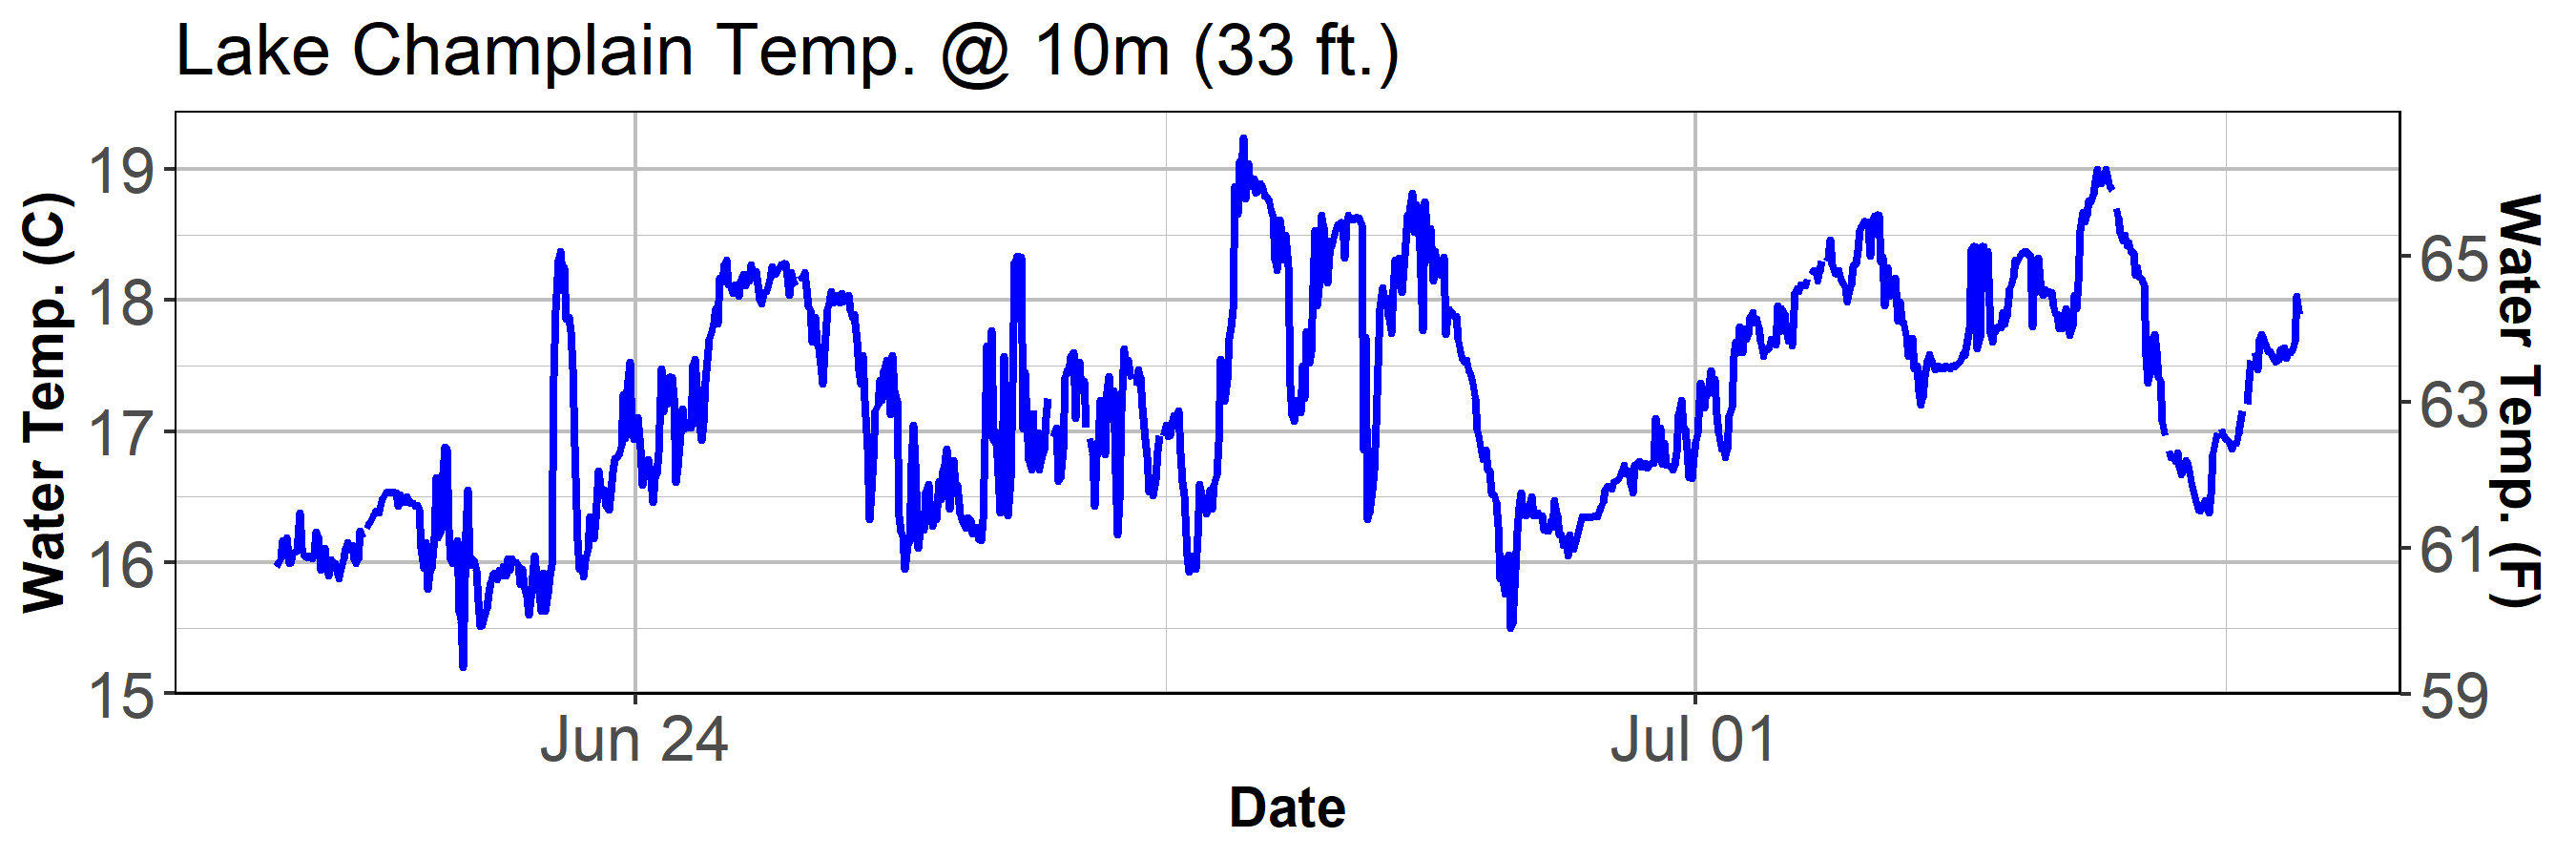 Lake Champlain Temp. @ 10m (33 ft.)
Water Temp. (C)
19
18
17
16
15
65
63
61
59
Water Temp. (F)
Jun 24
Jul 01
Date